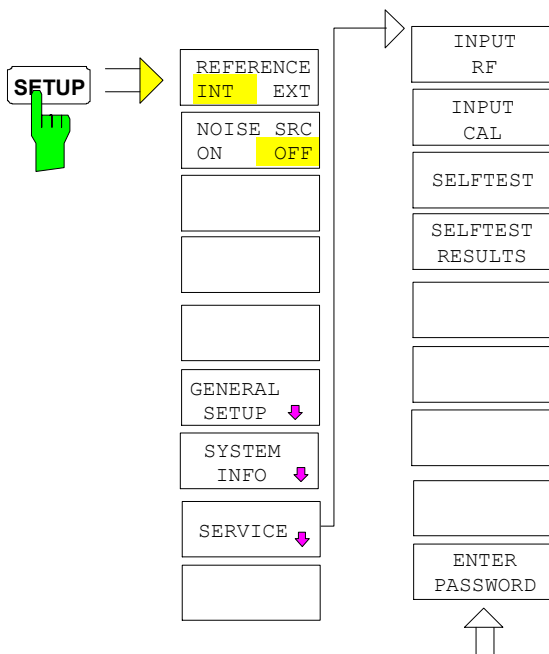 SETUP
REFERENCE
INT EXT
NOISE SRC
ON OFF
GENERAL
SETUP
SYSTEM
INFO
SERVICE
INPUT
RF
INPUT
CAL
SELFTEST
SELFTEST
RESULTS
ENTER
PASSWORD